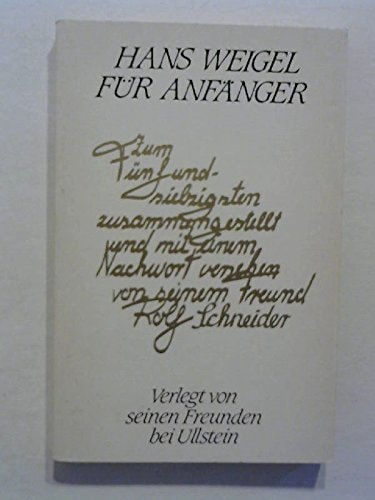 HANS WEIGEL
FÜR ANFÄNGER
Zum
Fünfund-
siebzigsten
zusammengestellt
und mit einem
Nachwort versehen
von seinem Freund
Rolf Schneider
Verlegt von
seinen Freunden
bei Ullstein